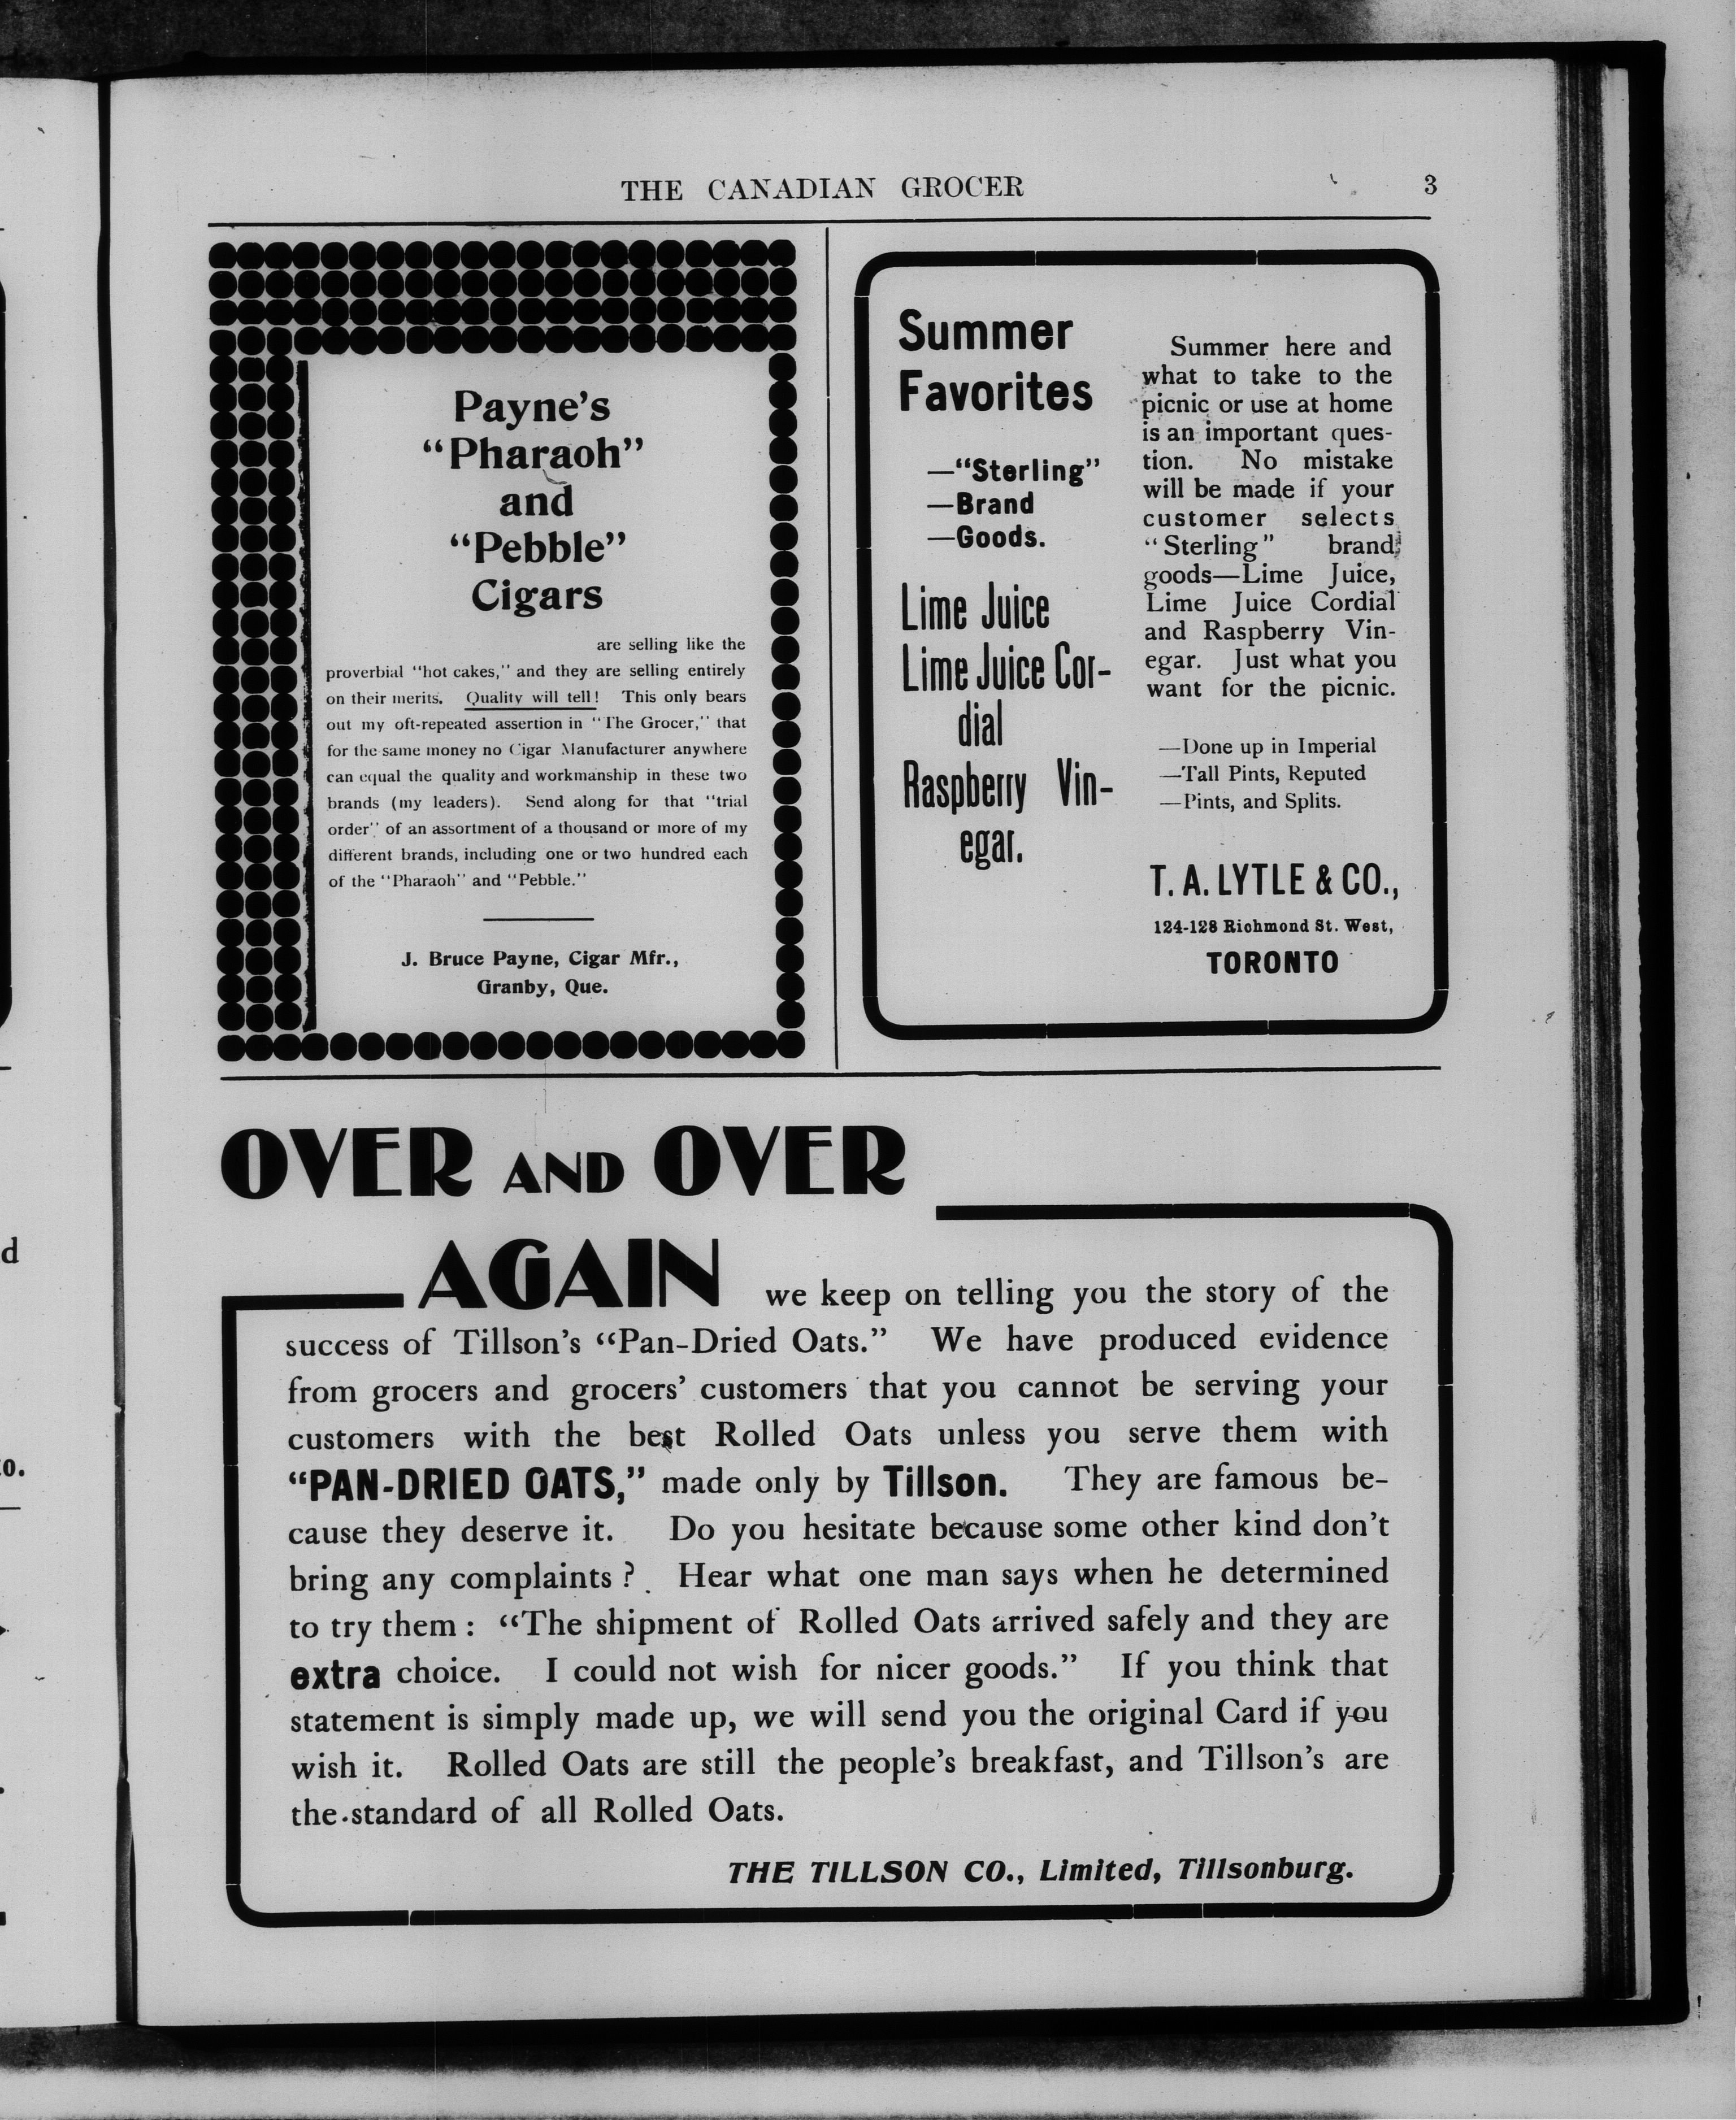 THE CANADIAN GROCER 3
Payne's
“Pharaoh”
and
“Pebble”
Cigars
are selling like the
proverbial “hot cakes,” and they are selling entirely
on their merits. Quality will tell! This only bears
out my oft-repeated assertion in “The Grocer,” that
for the same money no Cigar Manufacturer anywhere
can equal the quality and workmanship in these two
brands (my leaders). Send along for that “trial
order” of an assortment of a thousand or more of my
different brands, including one or two hundred each
of the “Pharaoh” and “Pebble.”
J. Bruce Payne, Cigar Mfr.,
Granby, Que.
Summer
Favorites
—“Sterling”
—Brand
—Goods.
Lime Juice
Lime Juice Cor-
dial
Raspberry Vin-
egar.
Summer here and
what to take to the
picnic or use at home
is an important ques-
tion. No mistake
will be made if your
customer selects
“Sterling” brand
goods—Lime Juice,
Lime Juice Cordial
and Raspberry Vin-
egar. Just what you
want for the picnic.
—Done up in Imperial
—Tall Pints, Reputed
—Pints, and Splits.
T. A. LYTLE & CO.,
124-128 Richmond St. West,
TORONTO
OVER AND OVER
AGAIN we keep on telling you the story of the
success of Tillson's “Pan-Dried Oats.” We have produced evidence
from grocers and grocers' customers that you cannot be serving your
customers with the best Rolled Oats unless you serve them with
“PAN-DRIED OATS,” made only by Tillson. They are famous be-
cause they deserve it. Do you hesitate because some other kind don't
bring any complaints? Hear what one man says when he determined
to try them: “The shipment of Rolled Oats arrived safely and they are
extra choice. I could not wish for nicer goods.” If you think that
statement is simply made up, we will send you the original Card if you
wish it. Rolled Oats are still the people's breakfast, and Tillson's are
the standard of all Rolled Oats.
THE TILLSON CO., Limited, Tillsonburg.